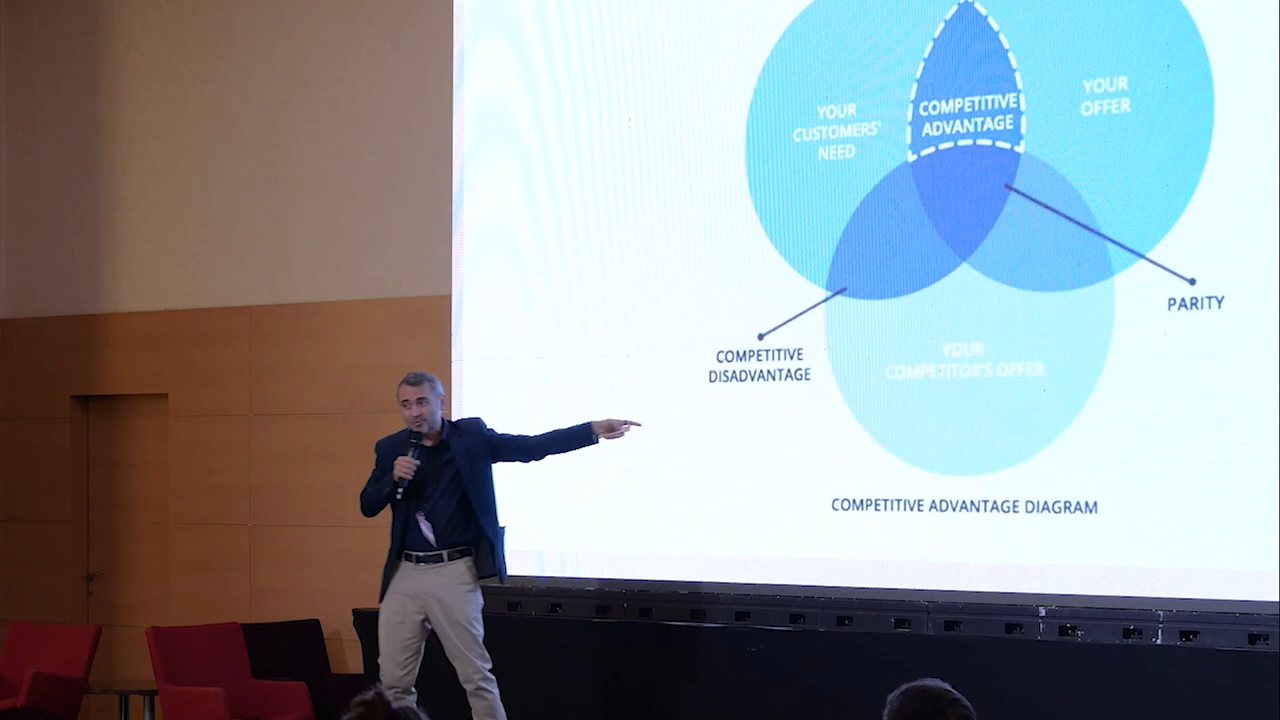 YOUR
CUSTOMERS'
NEED
COMPETITIVE
ADVANTAGE
YOUR
OFFER
PARITY
COMPETITIVE
DISADVANTAGE
YOUR
COMPETITOR'S OFFER
COMPETITIVE ADVANTAGE DIAGRAM